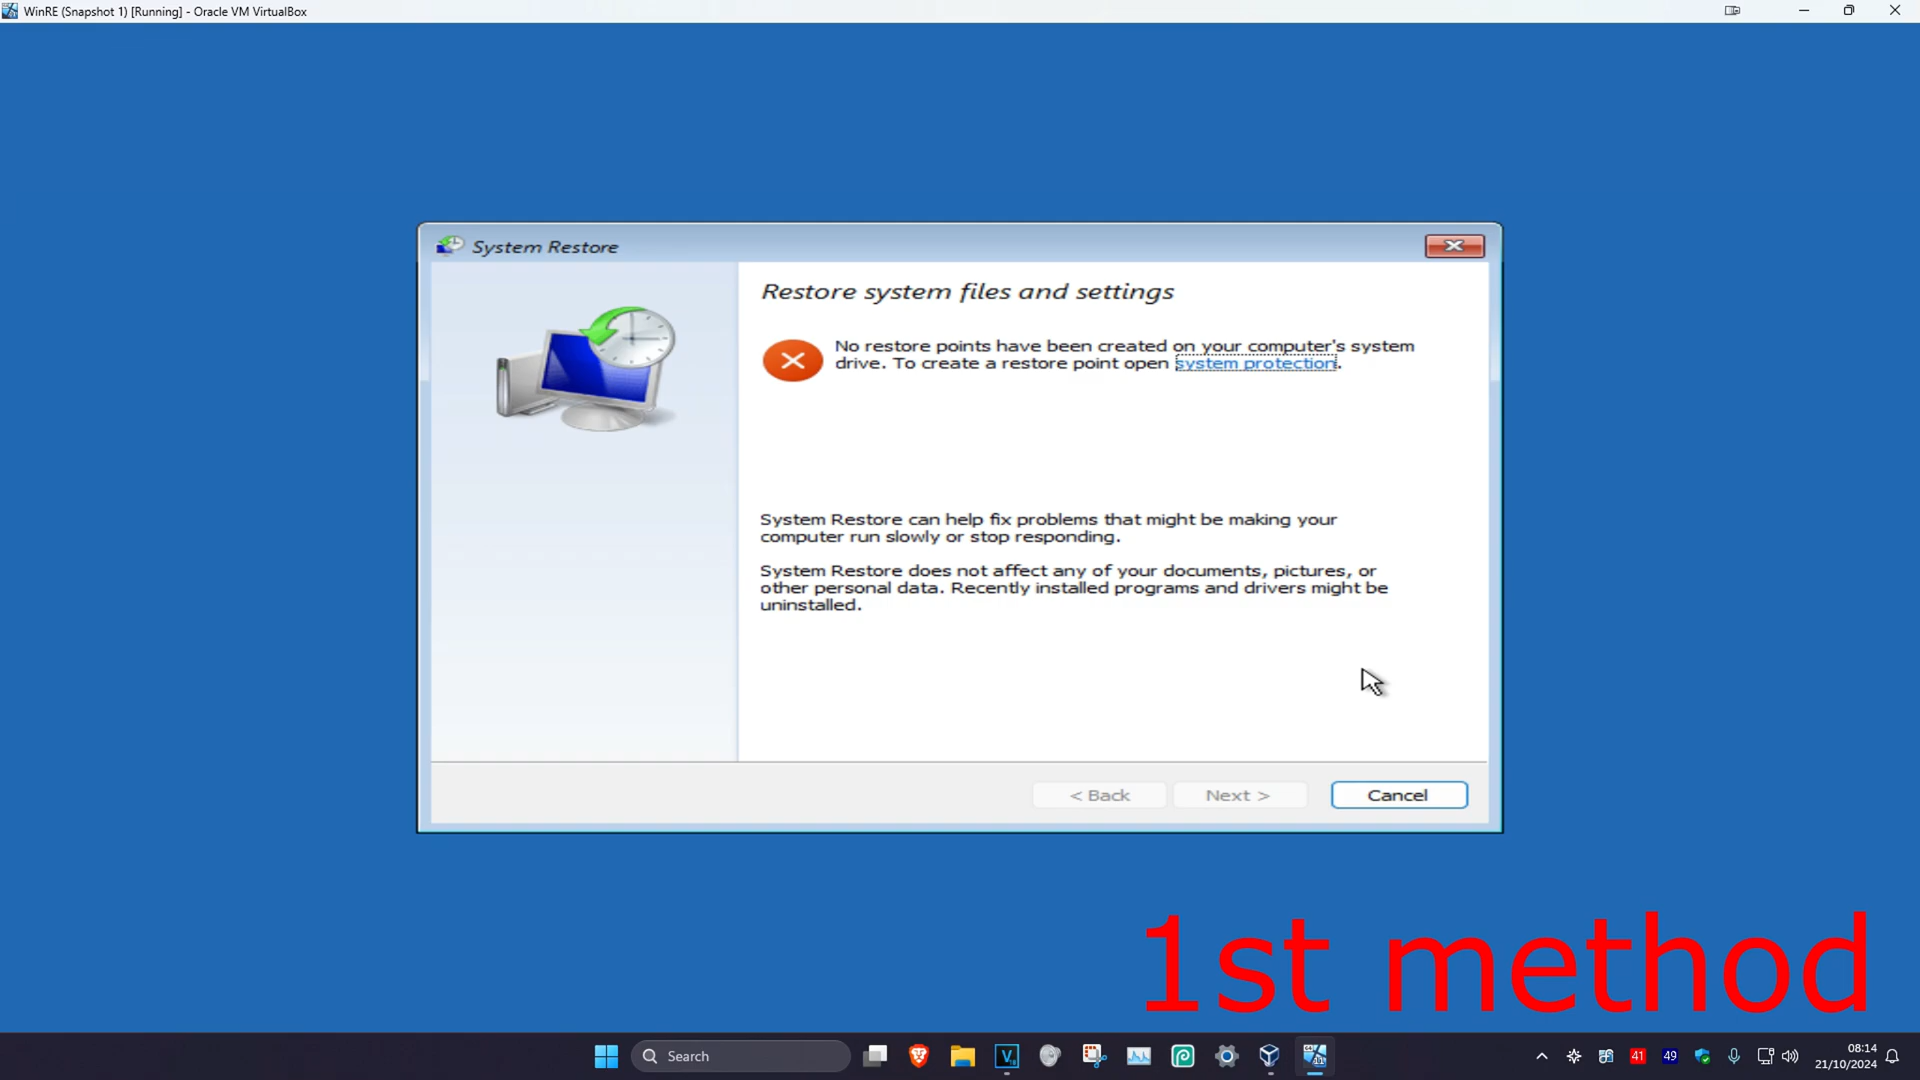 WinRE (Snapshot 1) [Running] - Oracle VM VirtualBox
System Restore
Restore system files and settings
No restore points have been created on your computer's system
drive. To create a restore point open system protection.
System Restore can help fix problems that might be making your
computer run slowly or stop responding.
System Restore does not affect any of your documents, pictures, or
other personal data. Recently installed programs and drivers might be
uninstalled.
< Back
Next >
Cancel
1st method
Search
41
49
08:14
21/10/2024